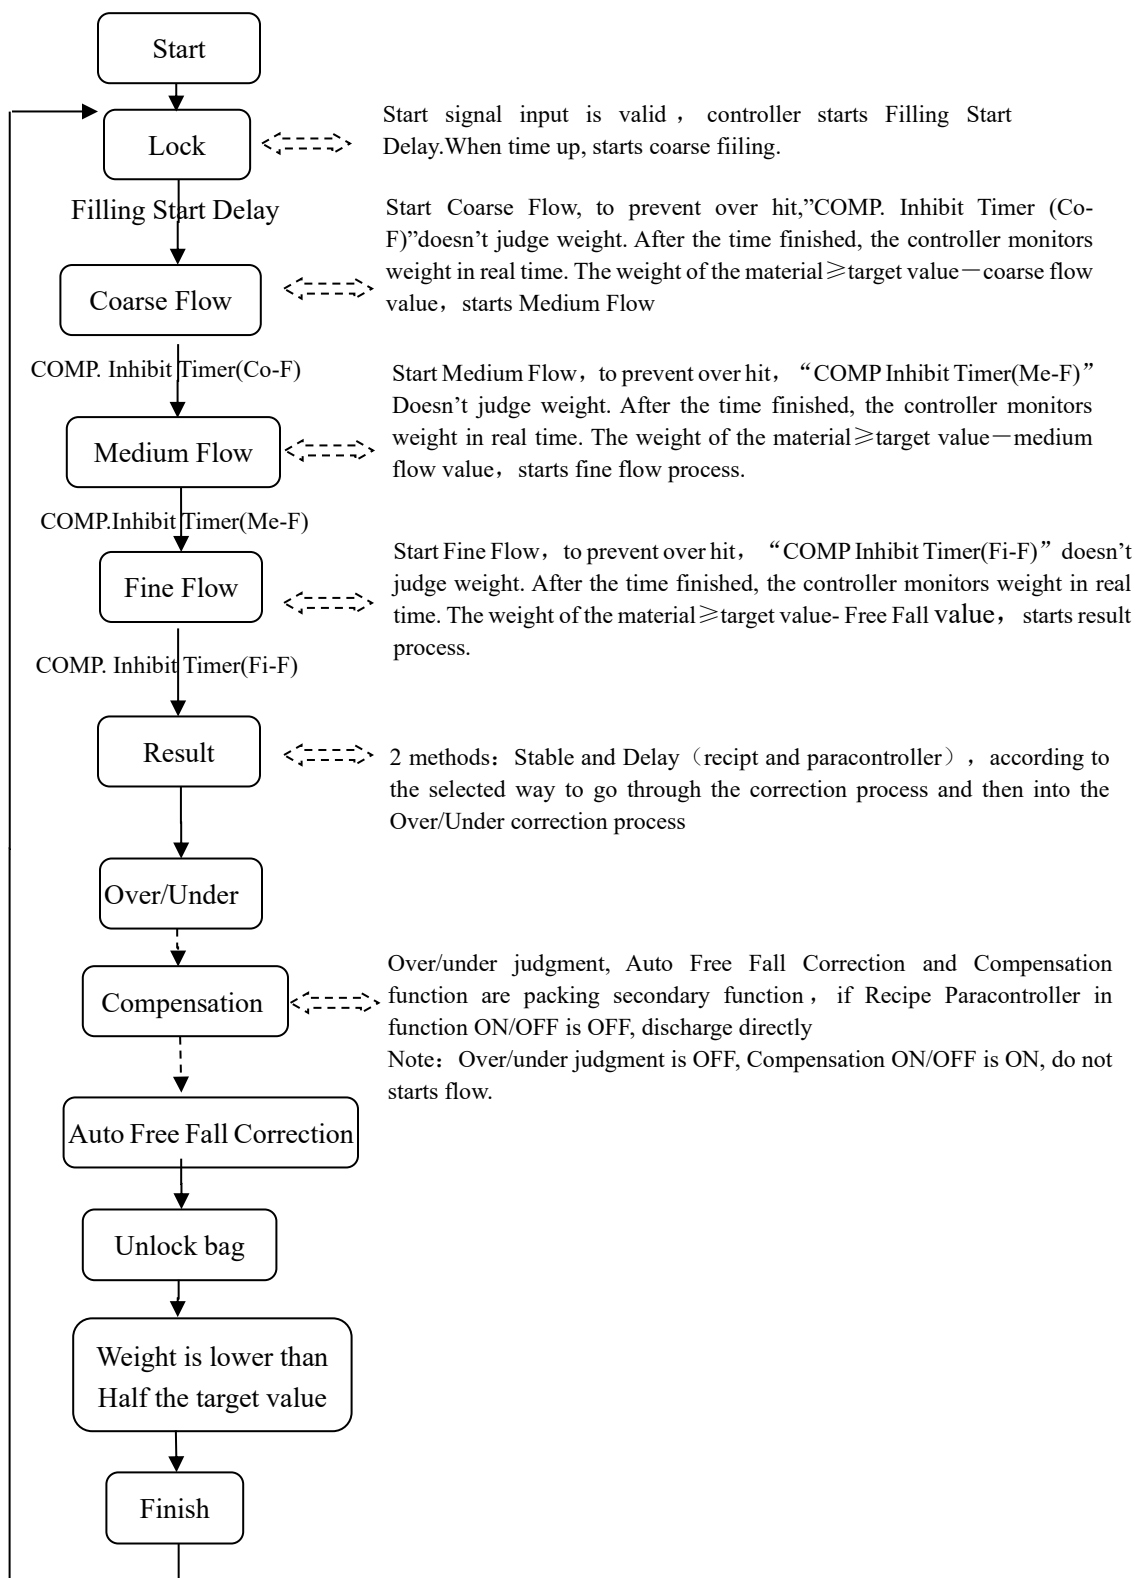 Start
Lock
Start signal input is valid， controller starts Filling Start
Delay.When time up, starts coarse fiiling.
Filling Start Delay
Start Coarse Flow, to prevent over hit,”COMP. Inhibit Timer (Co-
F)”doesn’t judge weight. After the time finished, the controller monitors
weight in real time. The weight of the material≥target value－coarse flow
value，starts Medium Flow
Coarse Flow
COMP. Inhibit Timer(Co-F)
Start Medium Flow，to prevent over hit，“COMP Inhibit Timer(Me-F)”
Doesn’t judge weight. After the time finished, the controller monitors
weight in real time. The weight of the material≥target value－medium
flow value，starts fine flow process.
Medium Flow
COMP.Inhibit Timer(Me-F)
Start Fine Flow，to prevent over hit，“COMP Inhibit Timer(Fi-F)” doesn’t
judge weight. After the time finished, the controller monitors weight in real
time. The weight of the material≥target value- Free Fall value，starts result
process.
Fine Flow
COMP. Inhibit Timer(Fi-F)
Result
2 methods：Stable and Delay（recipt and paracontroller），according to
the selected way to go through the correction process and then into the
Over/Under correction process
Over/Under
Compensation
Over/under judgment, Auto Free Fall Correction and Compensation
function are packing secondary function，if Recipe Paracontroller in
function ON/OFF is OFF, discharge directly
Note：Over/under judgment is OFF, Compensation ON/OFF is ON, do not
starts flow.
Auto Free Fall Correction
Unlock bag
Weight is lower than
Half the target value
Finish